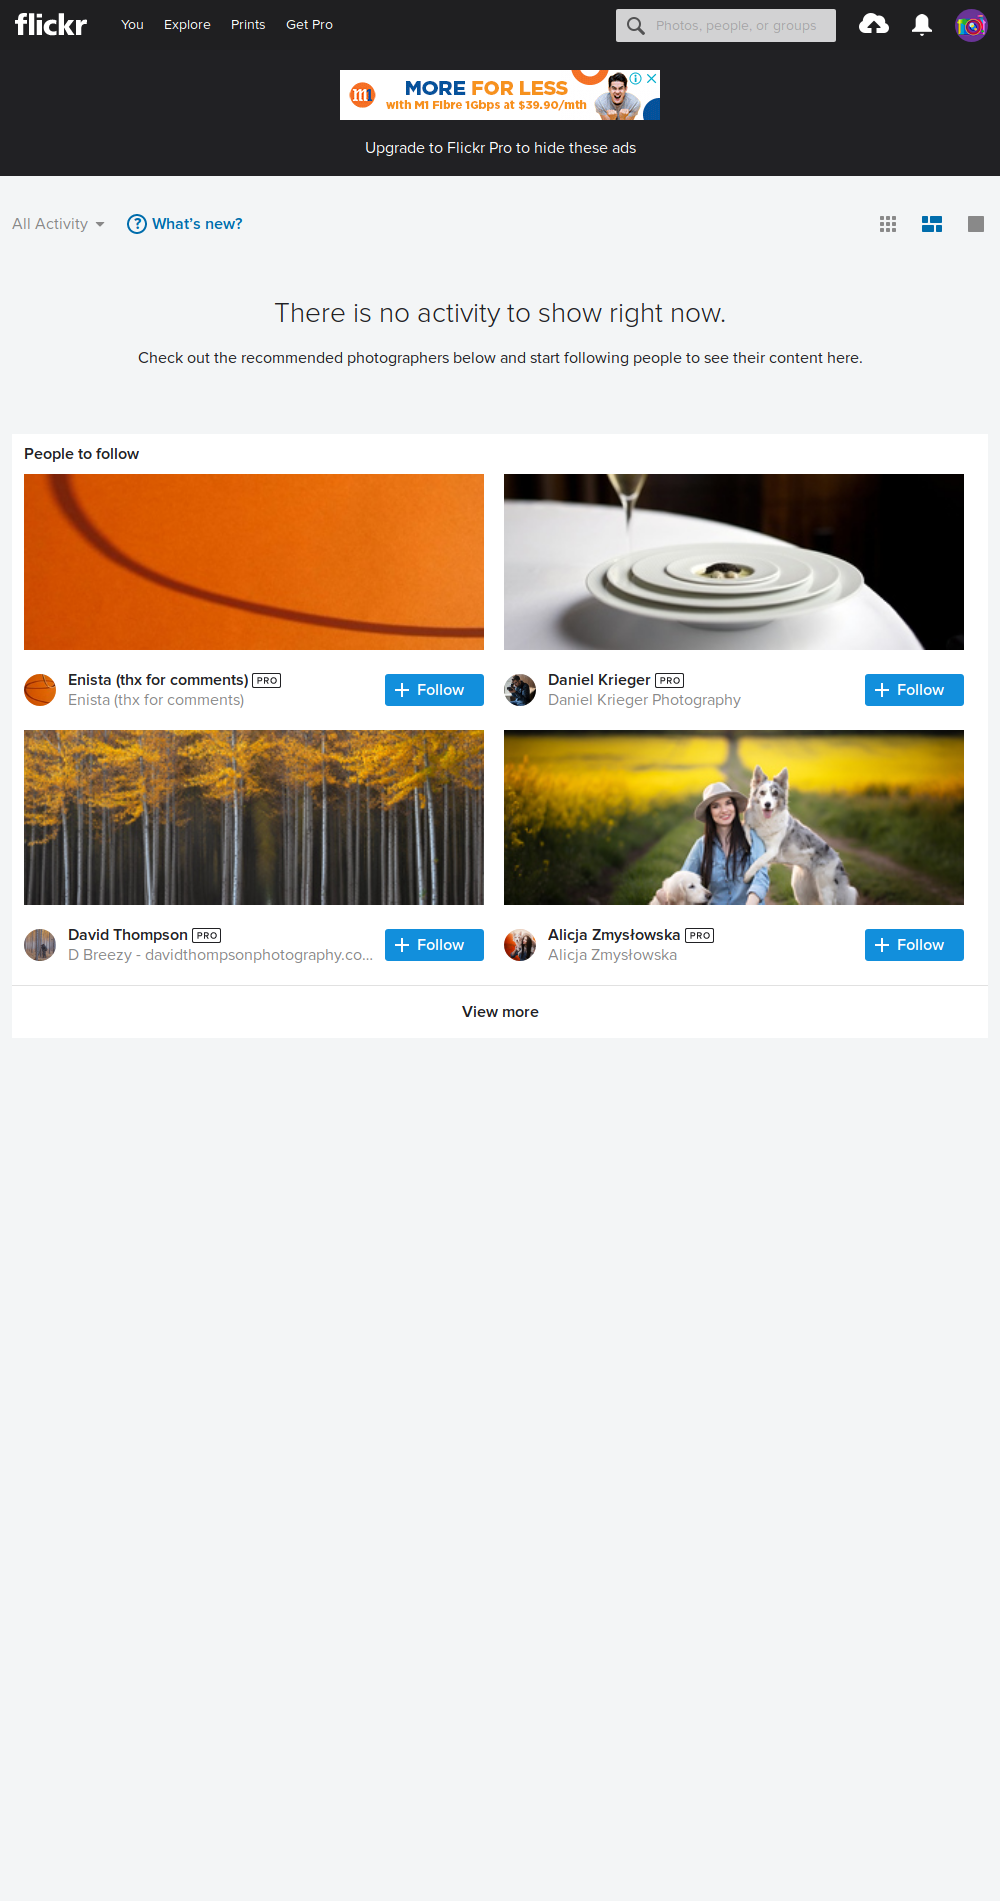 flickr
You Explore Prints Get Pro
Photos, people, or groups
m1
MORE FOR LESS
with M1 Fibre 1Gbps at $39.90/mth
Upgrade to Flickr Pro to hide these ads
All Activity
? What's new?
There is no activity to show right now.
Check out the recommended photographers below and start following people to see their content here.
People to follow
Enista (thx for comments) PRO
Enista (thx for comments)
+ Follow
Daniel Krieger PRO
Daniel Krieger Photography
+ Follow
David Thompson PRO
D Breezy - davidthompsonphotography.co...
+ Follow
Alicja Zmysłowska PRO
Alicja Zmysłowska
+ Follow
View more